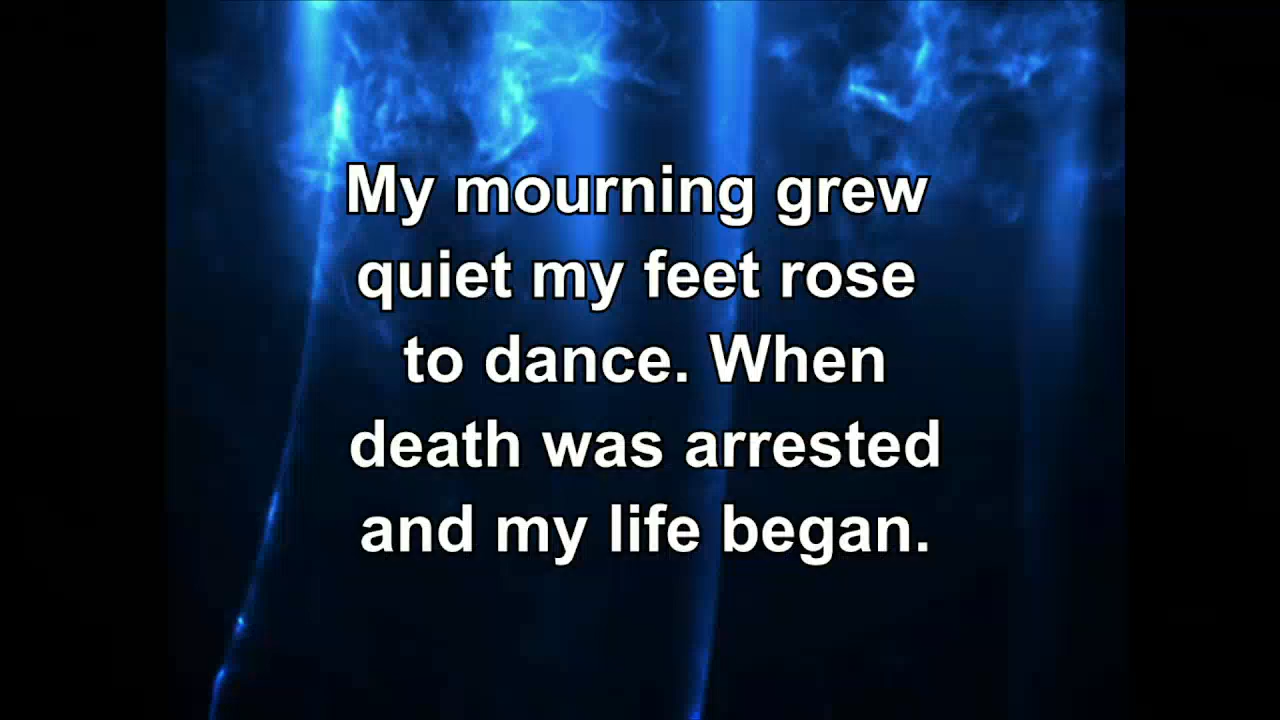 My mourning grew
quiet my feet rose
to dance. When
death was arrested
and my life began.